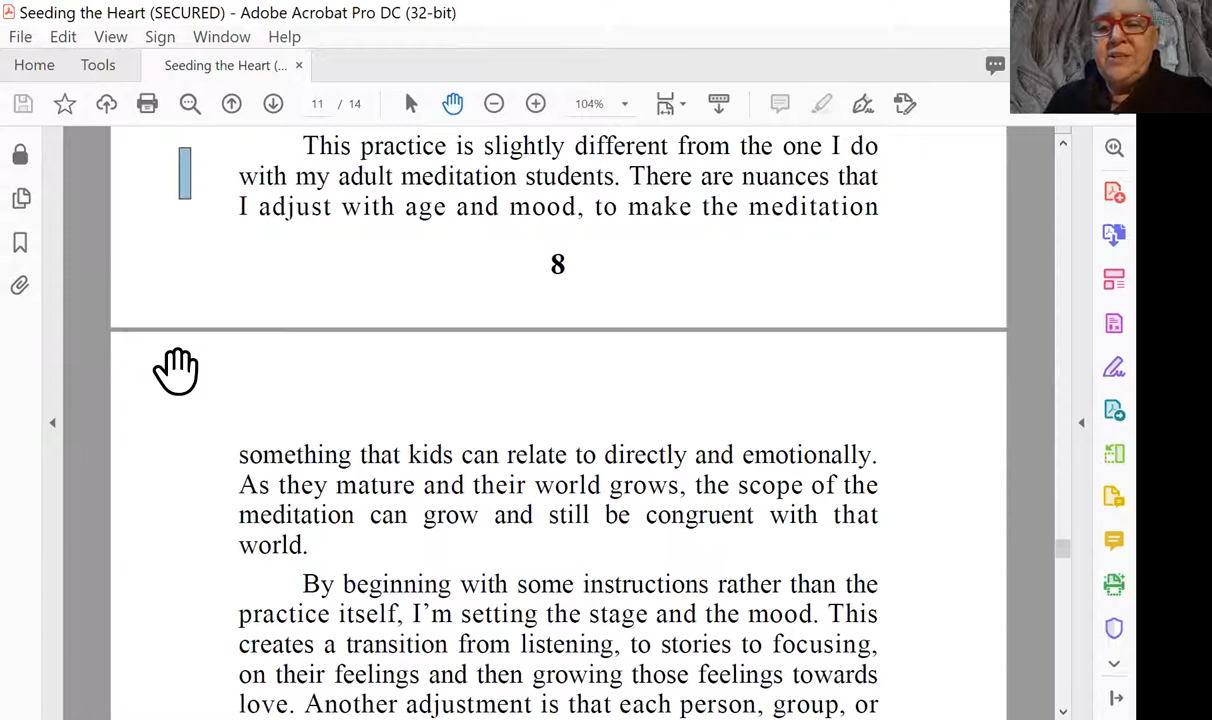 Seeding the Heart (SECURED) - Adobe Acrobat Pro DC (32-bit)
File Edit View Sign Window Help
Home Tools Seeding the Heart (... ×
11 / 14 104%
This practice is slightly different from the one I do
with my adult meditation students. There are nuances that
I adjust with age and mood, to make the meditation
8
something that kids can relate to directly and emotionally.
As they mature and their world grows, the scope of the
meditation can grow and still be congruent with that
world.
By beginning with some instructions rather than the
practice itself, I’m setting the stage and the mood. This
creates a transition from listening, to stories to focusing,
on their feelings and then growing those feelings towards
love. Another adjustment is that each person, group, or